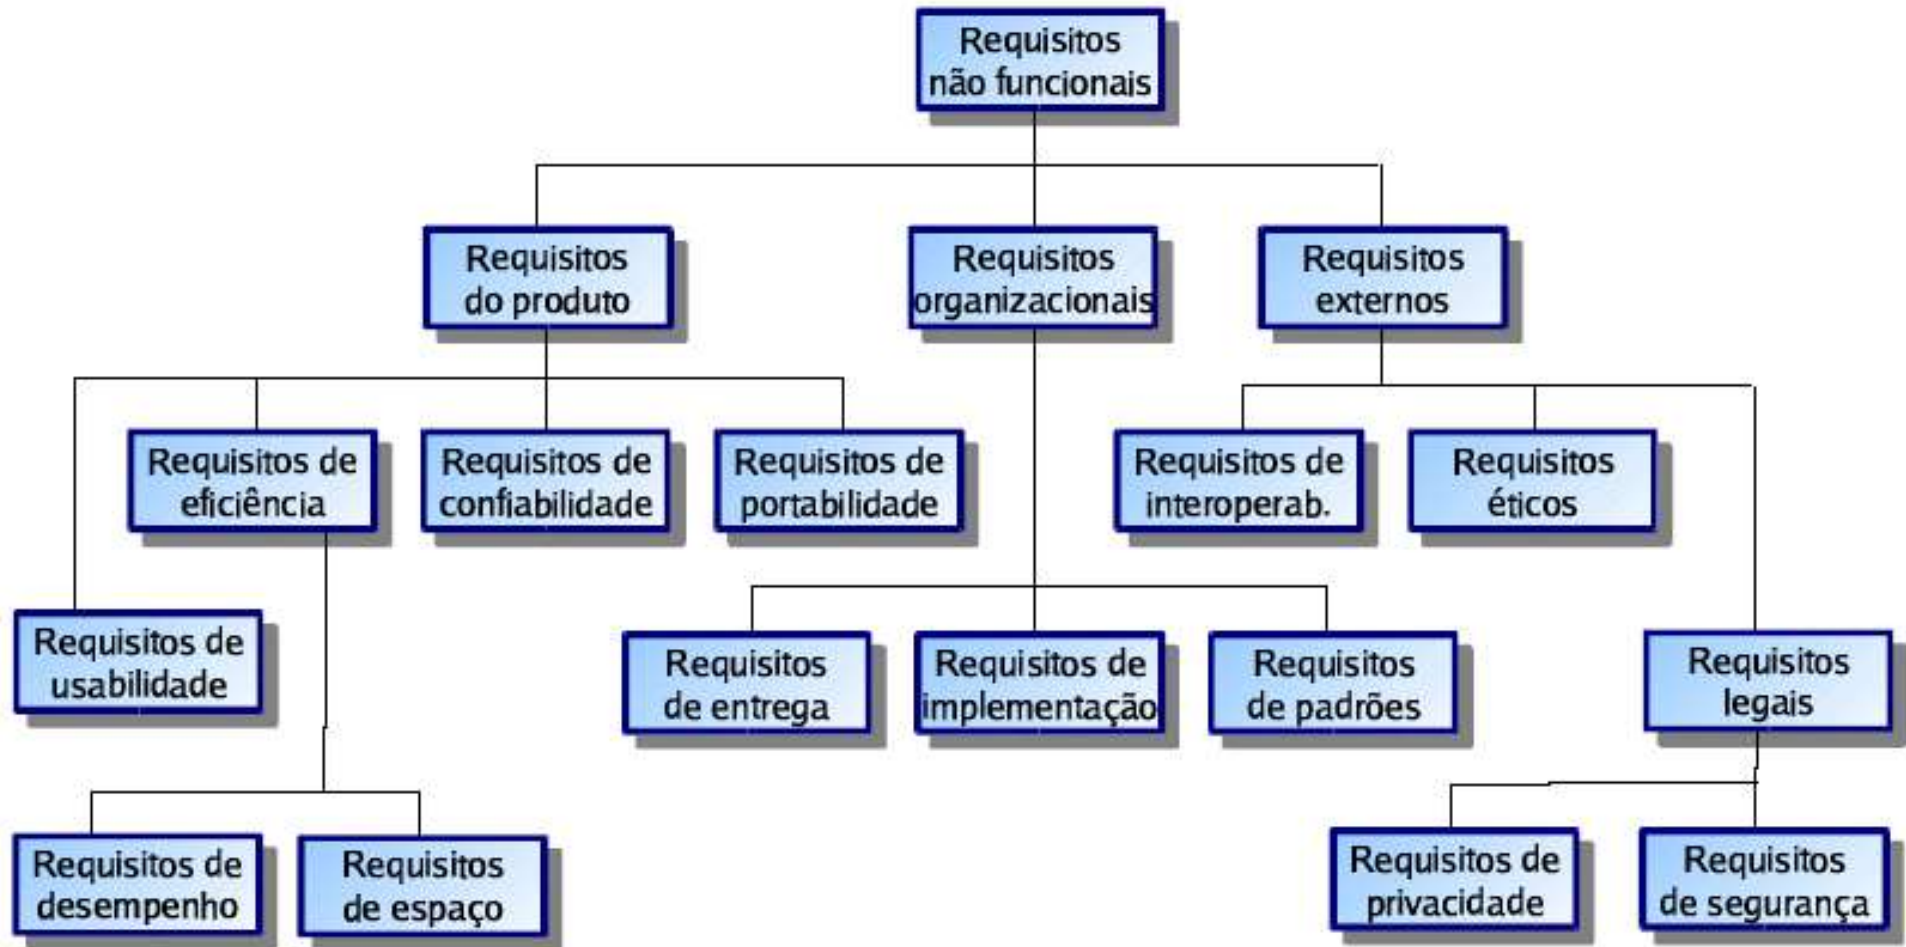 Requisitos
não funcionais
Requisitos
do produto
Requisitos
organizacionais
Requisitos
externos
Requisitos de
eficiência
Requisitos de
confiabilidade
Requisitos de
portabilidade
Requisitos de
interoperab.
Requisitos
éticos
Requisitos de
usabilidade
Requisitos
de entrega
Requisitos de
implementação
Requisitos
de padrões
Requisitos
legais
Requisitos de
desempenho
Requisitos
de espaço
Requisitos de
privacidade
Requisitos
de segurança